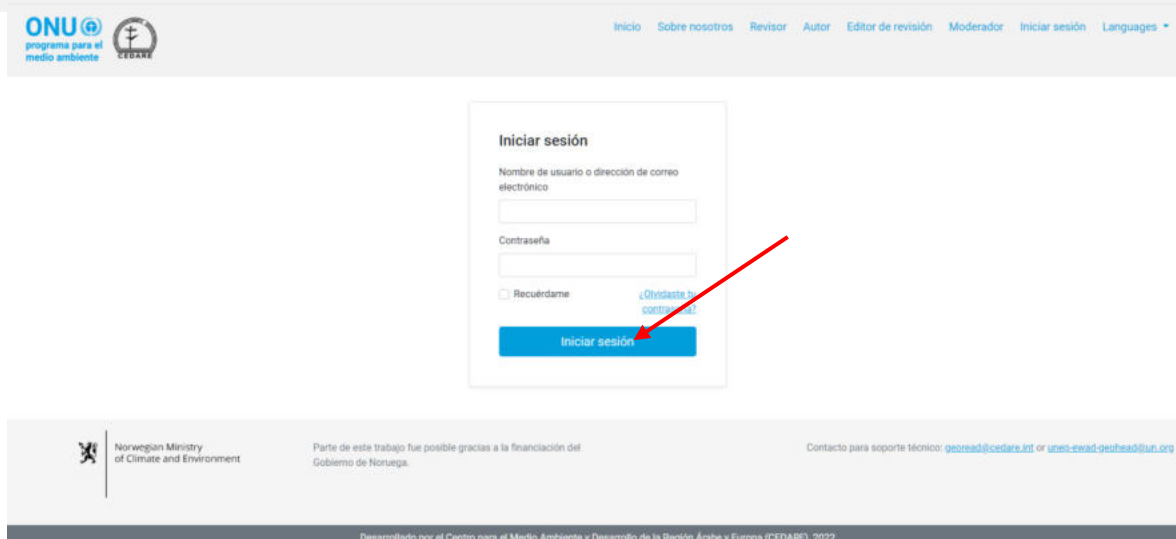 ONU
programa para el
medio ambiente
CEDARE
Inicio Sobre nosotros Revisor Autor Editor de revisión Moderador Iniciar sesión Languages
Iniciar sesión
Nombre de usuario o dirección de correo
electrónico
Contraseña
Recuérdame
¿Olvidaste tu
contraseña?
Iniciar sesión
Norwegian Ministry
of Climate and Environment
Parte de este trabajo fue posible gracias a la financiación del
Gobierno de Noruega.
Contacto para soporte técnico: georead@cedare.int or unep-ewad-geohead@un.org
Desarrollado por el Centro para el Medio Ambiente y Desarrollo de la Región Árabe y Europa (CEDARE), 2022